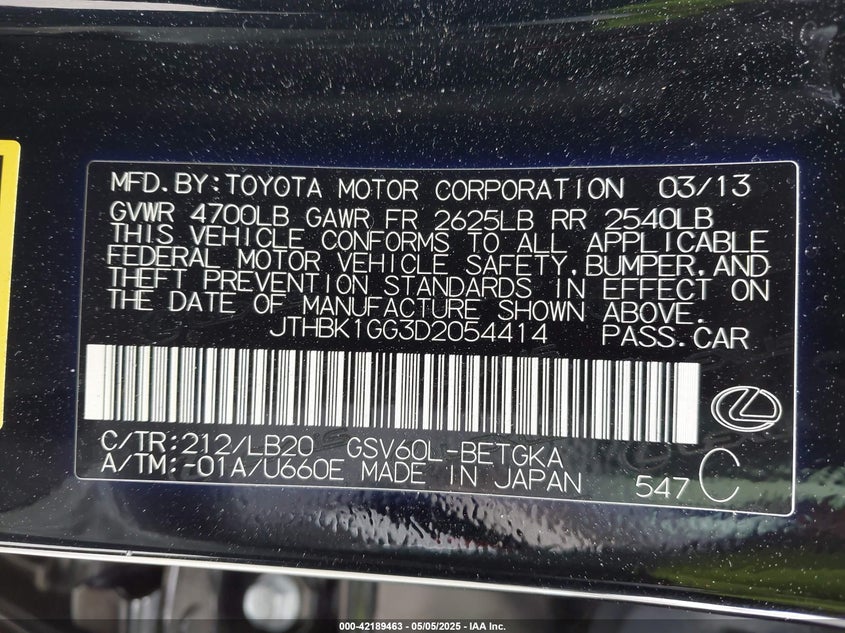 MFD.BY:TOYOTA MOTOR CORPORATION 03/13
GVWR 4700LB GAWR FR 2625LB RR 2540LB
THIS VEHICLE CONFORMS TO ALL APPLICABLE
FEDERAL MOTOR VEHICLE SAFETY,BUMPER,AND
THEFT PREVENTION STANDARDS IN EFFECT ON
THE DATE OF MANUFACTURE SHOWN ABOVE.
JTHBK1GG3D2054414 PASS.CAR
C/TR:212/LB20 GSV60L-BETGKA
A/TM:-01A/U660E MADE IN JAPAN 547 C
000-42189463 - 05/05/2025 - IAA Inc.